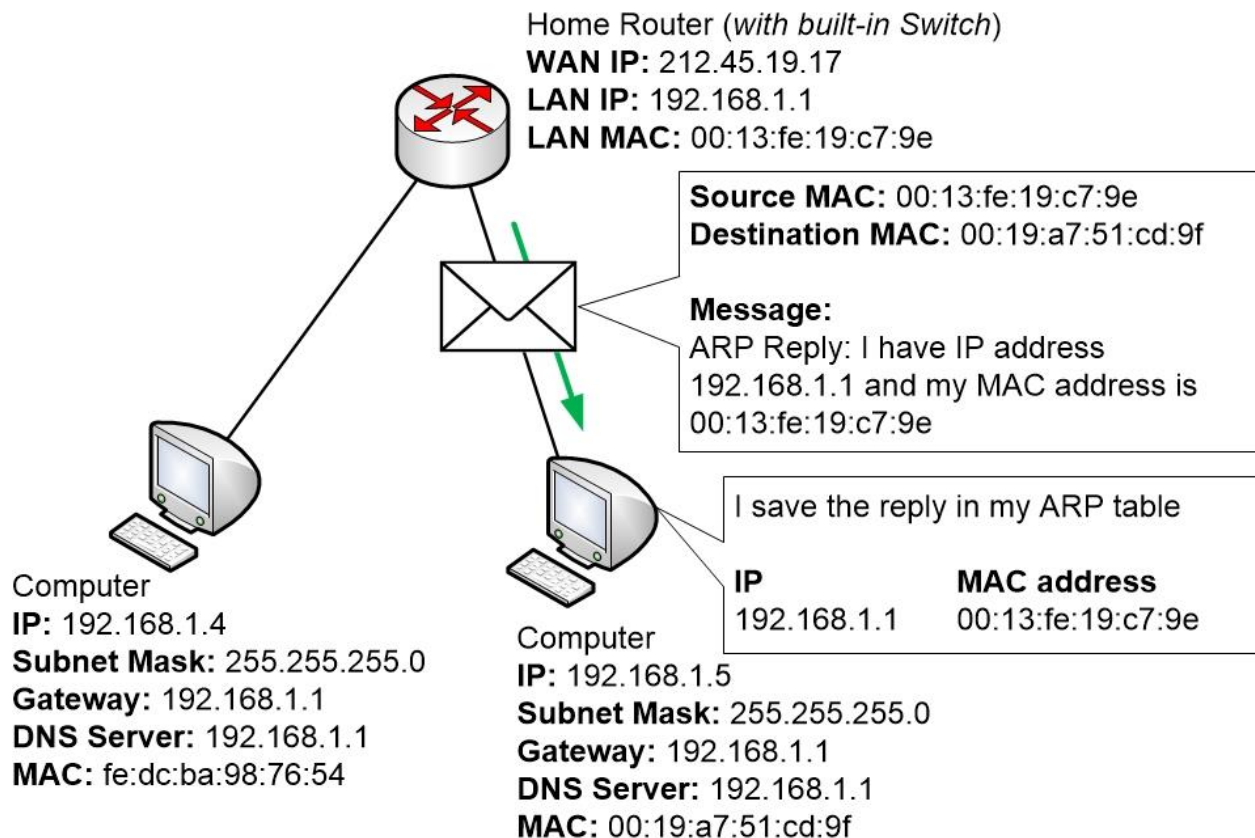 Home Router (with built-in Switch)
WAN IP: 212.45.19.17
LAN IP: 192.168.1.1
LAN MAC: 00:13:fe:19:c7:9e
Source MAC: 00:13:fe:19:c7:9e
Destination MAC: 00:19:a7:51:cd:9f
Message:
ARP Reply: I have IP address
192.168.1.1 and my MAC address is
00:13:fe:19:c7:9e
I save the reply in my ARP table
IP MAC address
192.168.1.1 00:13:fe:19:c7:9e
Computer
IP: 192.168.1.4
Subnet Mask: 255.255.255.0
Gateway: 192.168.1.1
DNS Server: 192.168.1.1
MAC: fe:dc:ba:98:76:54
Computer
IP: 192.168.1.5
Subnet Mask: 255.255.255.0
Gateway: 192.168.1.1
DNS Server: 192.168.1.1
MAC: 00:19:a7:51:cd:9f